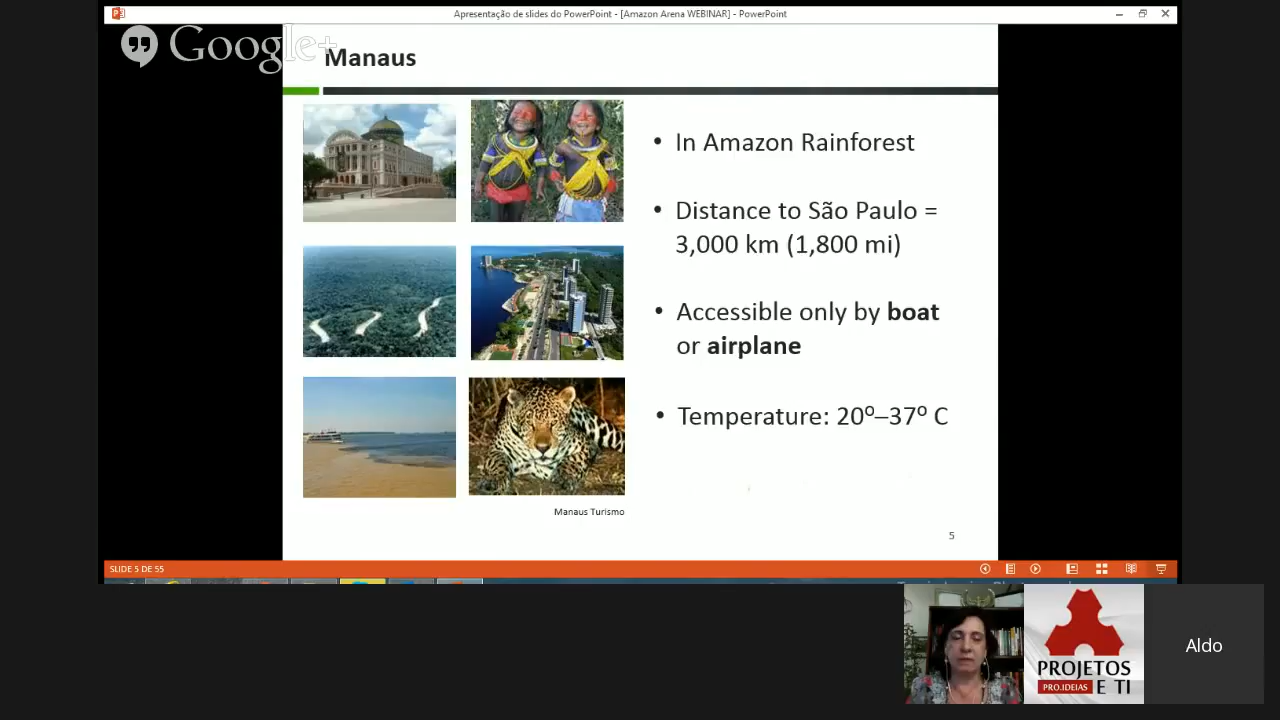 Apresentação de slides do PowerPoint - [Amazon Arena WEBINAR] - PowerPoint
Google+
Manaus
• In Amazon Rainforest
• Distance to São Paulo =
3,000 km (1,800 mi)
• Accessible only by boat
or airplane
• Temperature: 20º–37º C
Manaus Turismo
5
SLIDE 5 DE 55
PROJETOS
PRO.IDEIAS E TI
Aldo